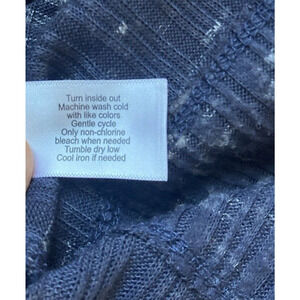 Turn inside out
Machine wash cold
with like colors
Gentle cycle
Only non-chlorine
bleach when needed
Tumble dry low
Cool iron if needed